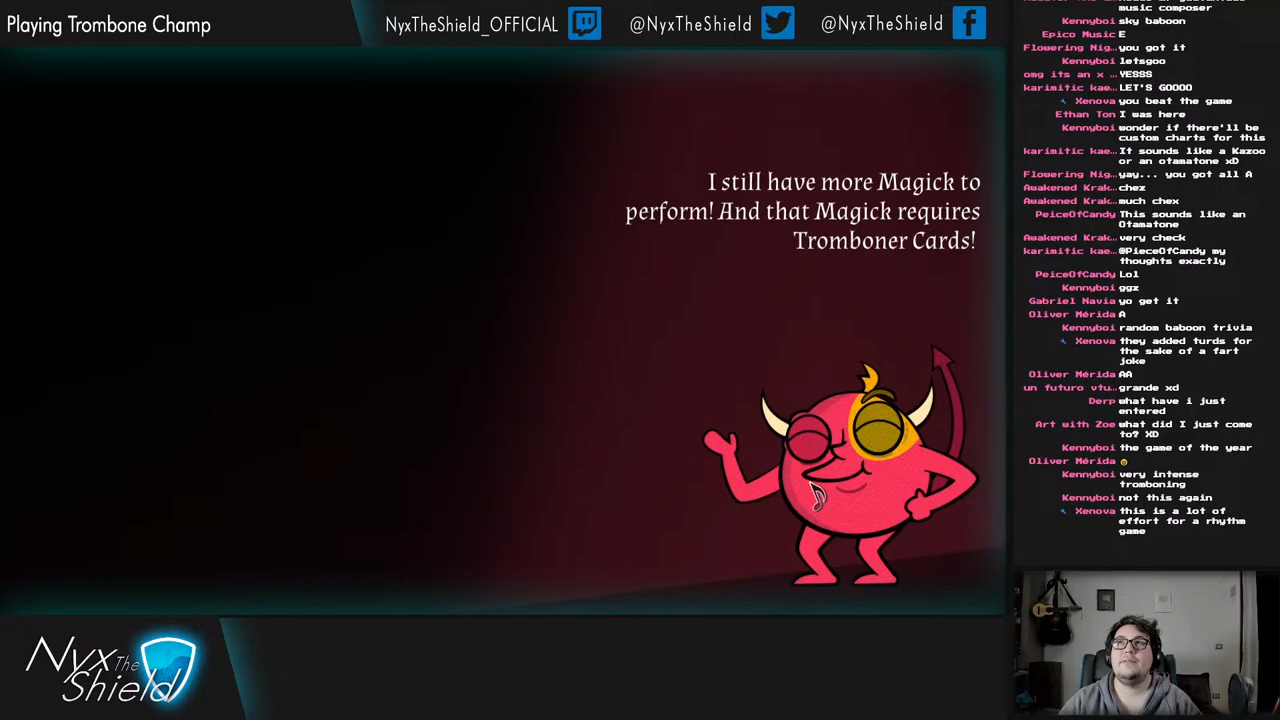 Playing Trombone Champ
NyxTheShield_OFFICIAL
@NyxTheShield
@NyxTheShield
I still have more Magick to
perform! And that Magick requires
Tromboner Cards!
Nyx The
Shield
music composer
Kennyboi sky baboon
Epico Music E
Flowering Nig… you got it
Kennyboi letsgoo
omg its an x … YESSS
karimitic kae… LET'S GOOOO
Xenova you beat the game
Ethan Ton I was here
Kennyboi wonder if there'll be
custom charts for this
karimitic kae… It sounds like a Kazoo
or an otamatone xD
Flowering Nig… yay... you got all A
Awakened Krak… chez
Awakened Krak… much chex
PeiceOfCandy This sounds like an
Otamatone
Awakened Krak… very check
karimitic kae… @PieceOfCandy my
thoughts exactly
PeiceOfCandy Lol
Kennyboi ggz
Gabriel Navia yo get it
Oliver Mérida A
Kennyboi random baboon trivia
Xenova they added turds for
the sake of a fart
joke
Oliver Mérida AA
un futuro vtu… grande xd
Derp what have i just
entered
Art with Zoe what did I just come
to? XD
Kennyboi the game of the year
Oliver Mérida
Kennyboi very intense
tromboning
Kennyboi not this again
Xenova this is a lot of
effort for a rhythm
game